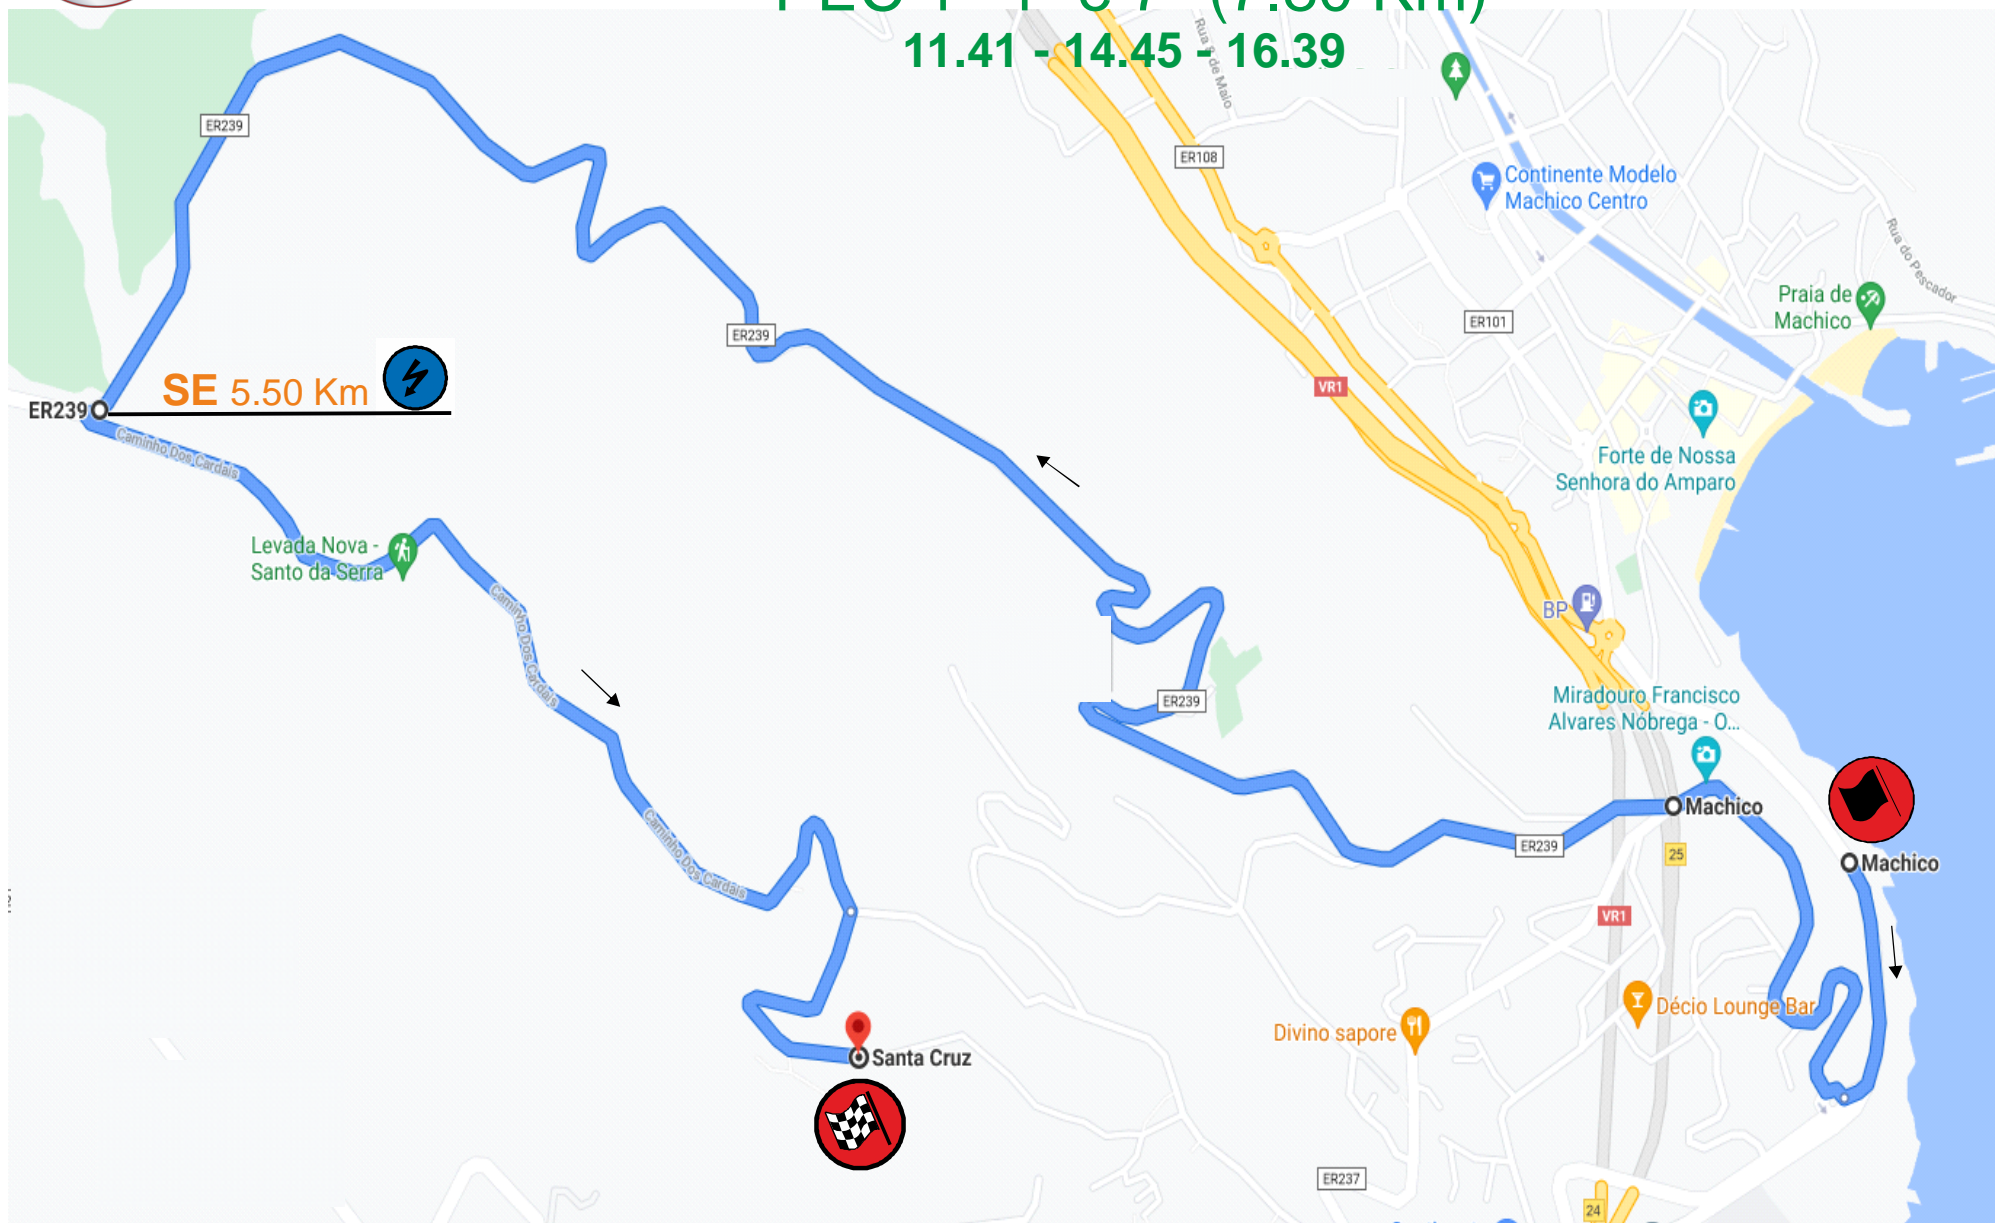 11.41 - 14.45 - 16.39
Rua 8 de Maio
ER239
ER108
Continente Modelo
Machico Centro
Rua do Pescador
Praia de
Machico
ER101
ER239
VR1
SE 5.50 Km
ER239
Caminho Dos Cardais
Forte de Nossa
Senhora do Amparo
Levada Nova -
Santo da Serra
Caminho Dos Cardais
BP
ER239
Miradouro Francisco
Alvares Nóbrega - O...
Machico
ER239
25
Machico
Caminho Dos Cardais
VR1
Décio Lounge Bar
Divino sapore
Santa Cruz
ER237
24